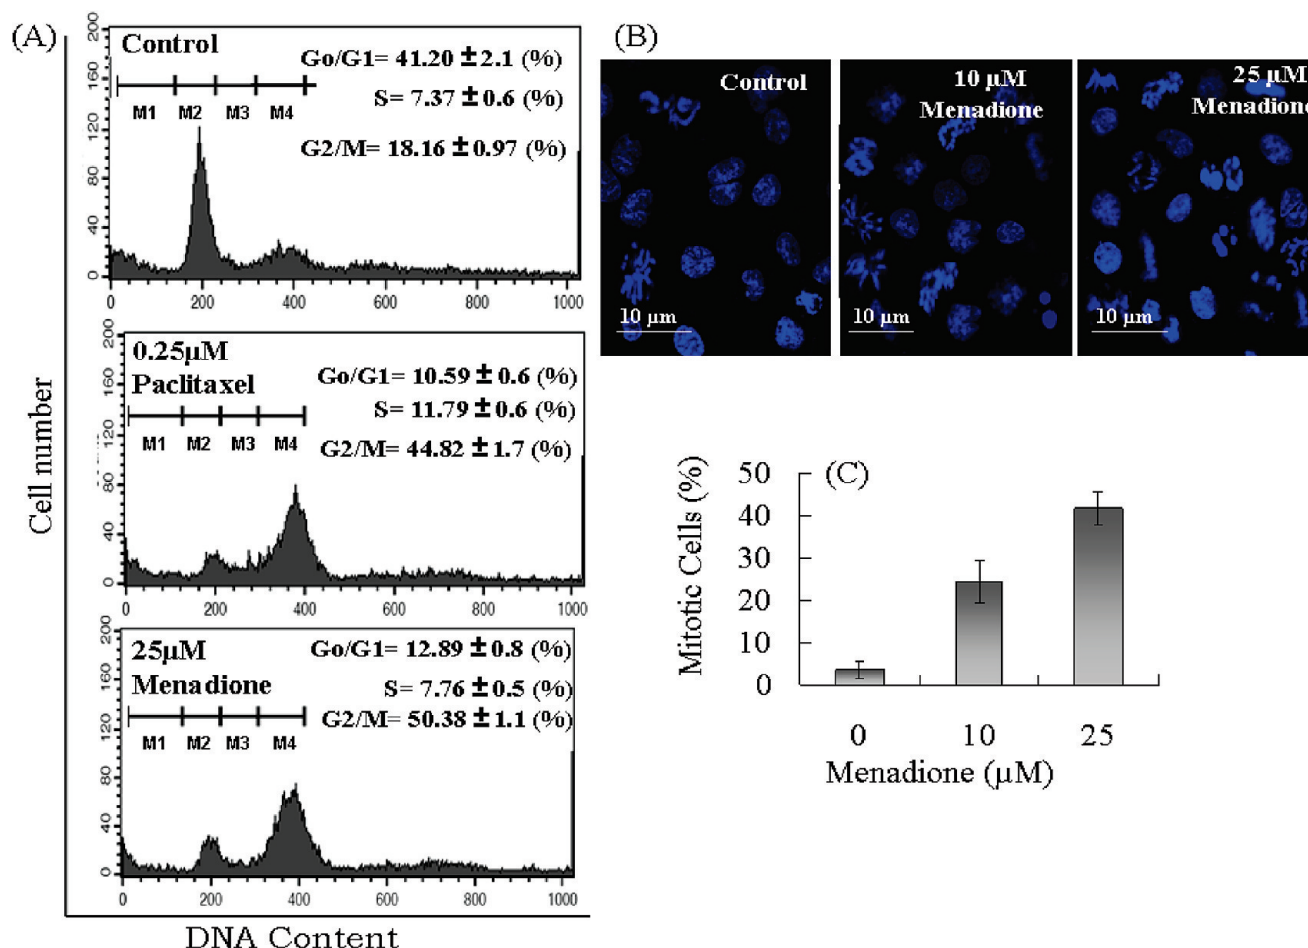 (A)
Cell number
DNA Content
Control
Go/G1= 41.20 ±2.1 (%)
S= 7.37 ±0.6 (%)
G2/M= 18.16 ±0.97 (%)
M1 M2 M3 M4
200
160
120
80
40
0
0 200 400 600 800 1000
0.25µM
Paclitaxel
Go/G1= 10.59 ±0.6 (%)
S= 11.79 ±0.6 (%)
G2/M= 44.82 ±1.7 (%)
M1 M2 M3 M4
200
160
120
80
40
0
0 200 400 600 800 1000
25µM
Menadione
Go/G1= 12.89 ±0.8 (%)
S= 7.76 ±0.5 (%)
G2/M= 50.38 ±1.1 (%)
M1 M2 M3 M4
200
160
120
80
40
0
0 200 400 600 800 1000
(B)
Control
10 µm
10 µM
Menadione
10 µm
25 µM
Menadione
10 µm
(C)
Mitotic Cells (%)
50
40
30
20
10
0
0 10 25
Menadione (µM)